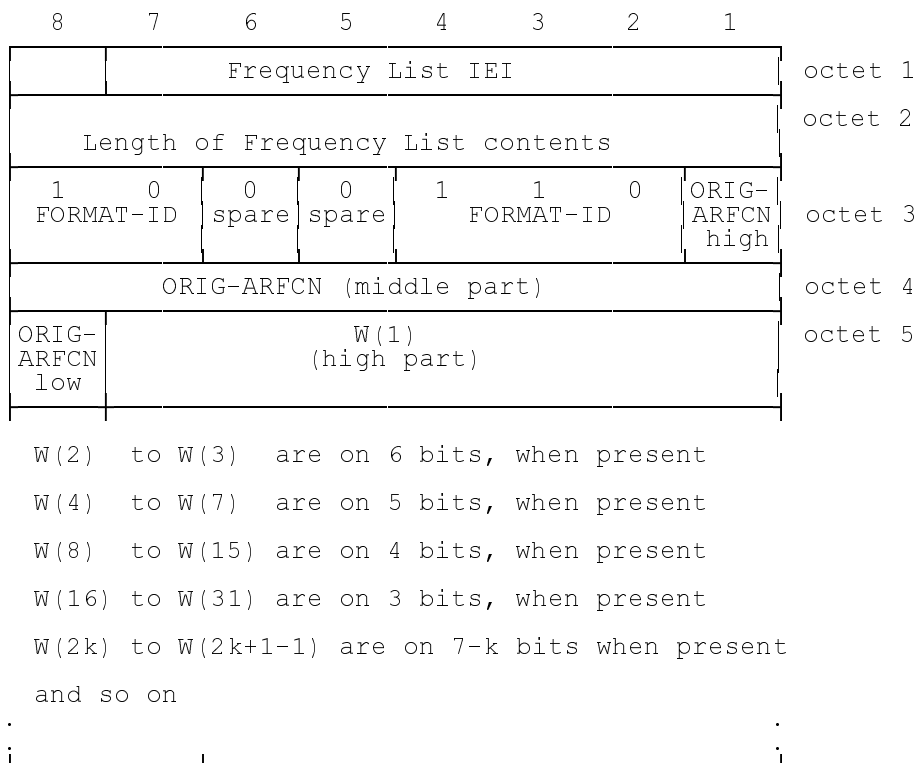 8 7 6 5 4 3 2 1
Frequency List IEI octet 1
octet 2
Length of Frequency List contents
1 0 0 0 1 1 0 ORIG-
FORMAT-ID spare spare FORMAT-ID ARFCN octet 3
high
ORIG-ARFCN (middle part) octet 4
ORIG- W(1) octet 5
ARFCN (high part)
low
W(2) to W(3) are on 6 bits, when present
W(4) to W(7) are on 5 bits, when present
W(8) to W(15) are on 4 bits, when present
W(16) to W(31) are on 3 bits, when present
W(2k) to W(2k+1-1) are on 7-k bits when present
and so on